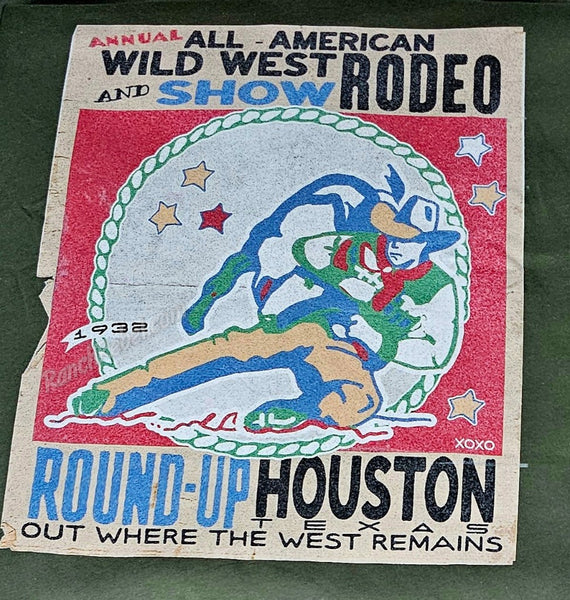 ANNUAL ALL-AMERICAN
WILD WEST RODEO
AND SHOW
1932
XOXO
ROUND-UP HOUSTON
TEXAS
OUT WHERE THE WEST REMAINS